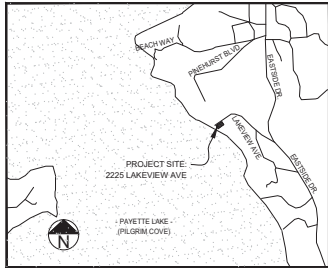 BEACH WAY
PINEHURST BLVD
EASTSIDE DR.
LAKEVIEW AVE.
PROJECT SITE:
2225 LAKEVIEW AVE
EASTSIDE DR.
- PAYETTE LAKE -
(PILGRIM COVE)
N